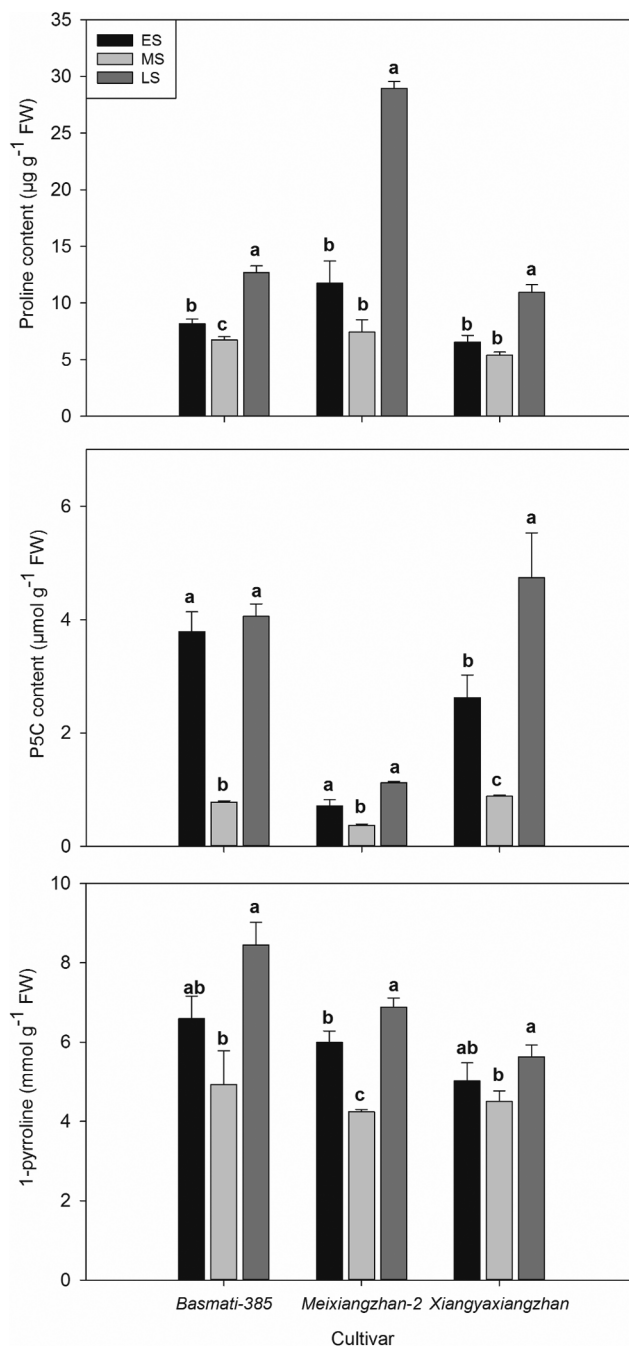 ES
MS
LS
Proline content (µg g⁻¹ FW)
35
30
25
20
15
10
5
0
b
c
a
b
b
a
b
b
a
P5C content (µmol g⁻¹ FW)
6
4
2
0
a
b
a
a
b
a
b
c
a
1-pyrroline (mmol g⁻¹ FW)
10
8
6
4
2
0
ab
b
a
b
c
a
ab
b
a
Basmati-385 Meixiangzhan-2 Xiangyaxiangzhan
Cultivar